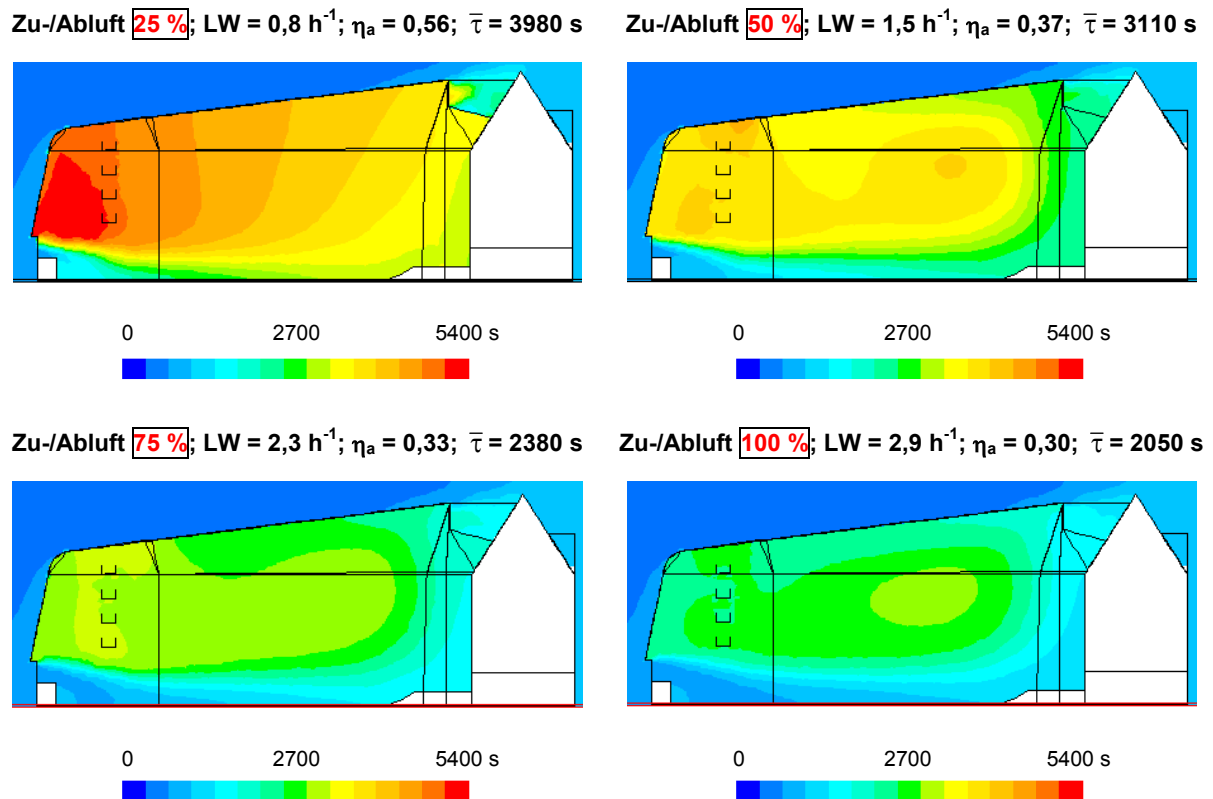 Zu-/Abluft 25 %; LW = 0,8 h⁻¹; ηₐ = 0,56; τ̅ = 3980 s
Zu-/Abluft 50 %; LW = 1,5 h⁻¹; ηₐ = 0,37; τ̅ = 3110 s
0 2700 5400 s
0 2700 5400 s
Zu-/Abluft 75 %; LW = 2,3 h⁻¹; ηₐ = 0,33; τ̅ = 2380 s
Zu-/Abluft 100 %; LW = 2,9 h⁻¹; ηₐ = 0,30; τ̅ = 2050 s
0 2700 5400 s
0 2700 5400 s